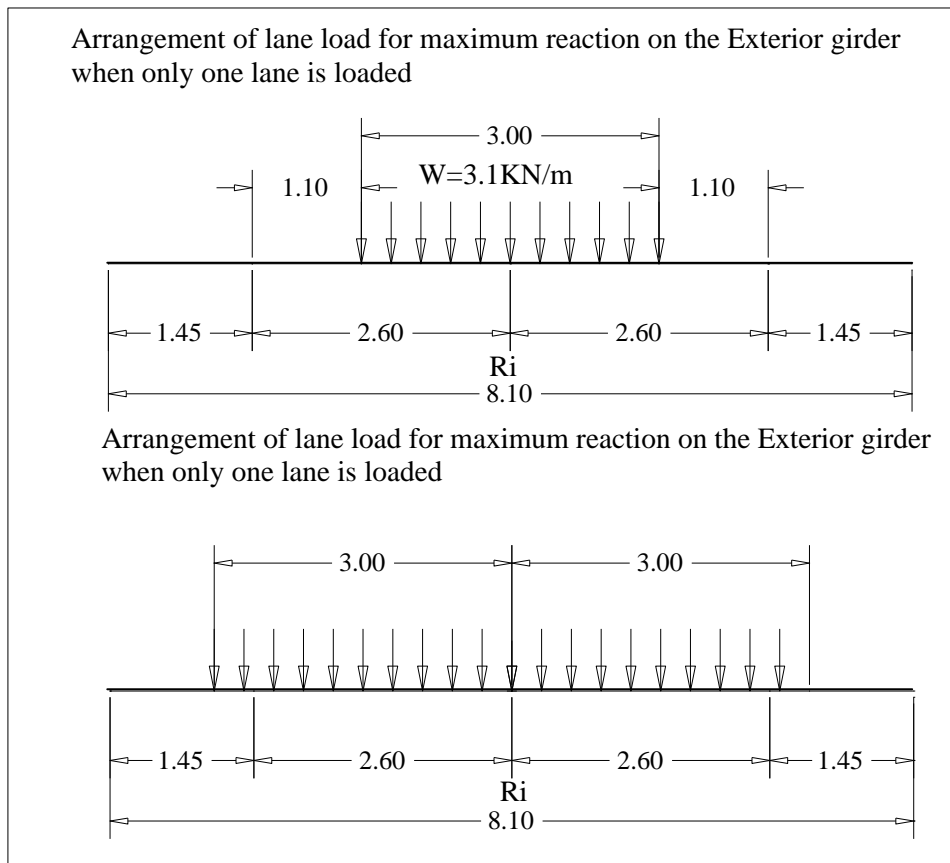 Arrangement of lane load for maximum reaction on the Exterior girder
when only one lane is loaded
3.00
1.10 W=3.1KN/m 1.10
1.45 2.60 2.60 1.45
Ri
8.10
Arrangement of lane load for maximum reaction on the Exterior girder
when only one lane is loaded
3.00 3.00
1.45 2.60 2.60 1.45
Ri
8.10